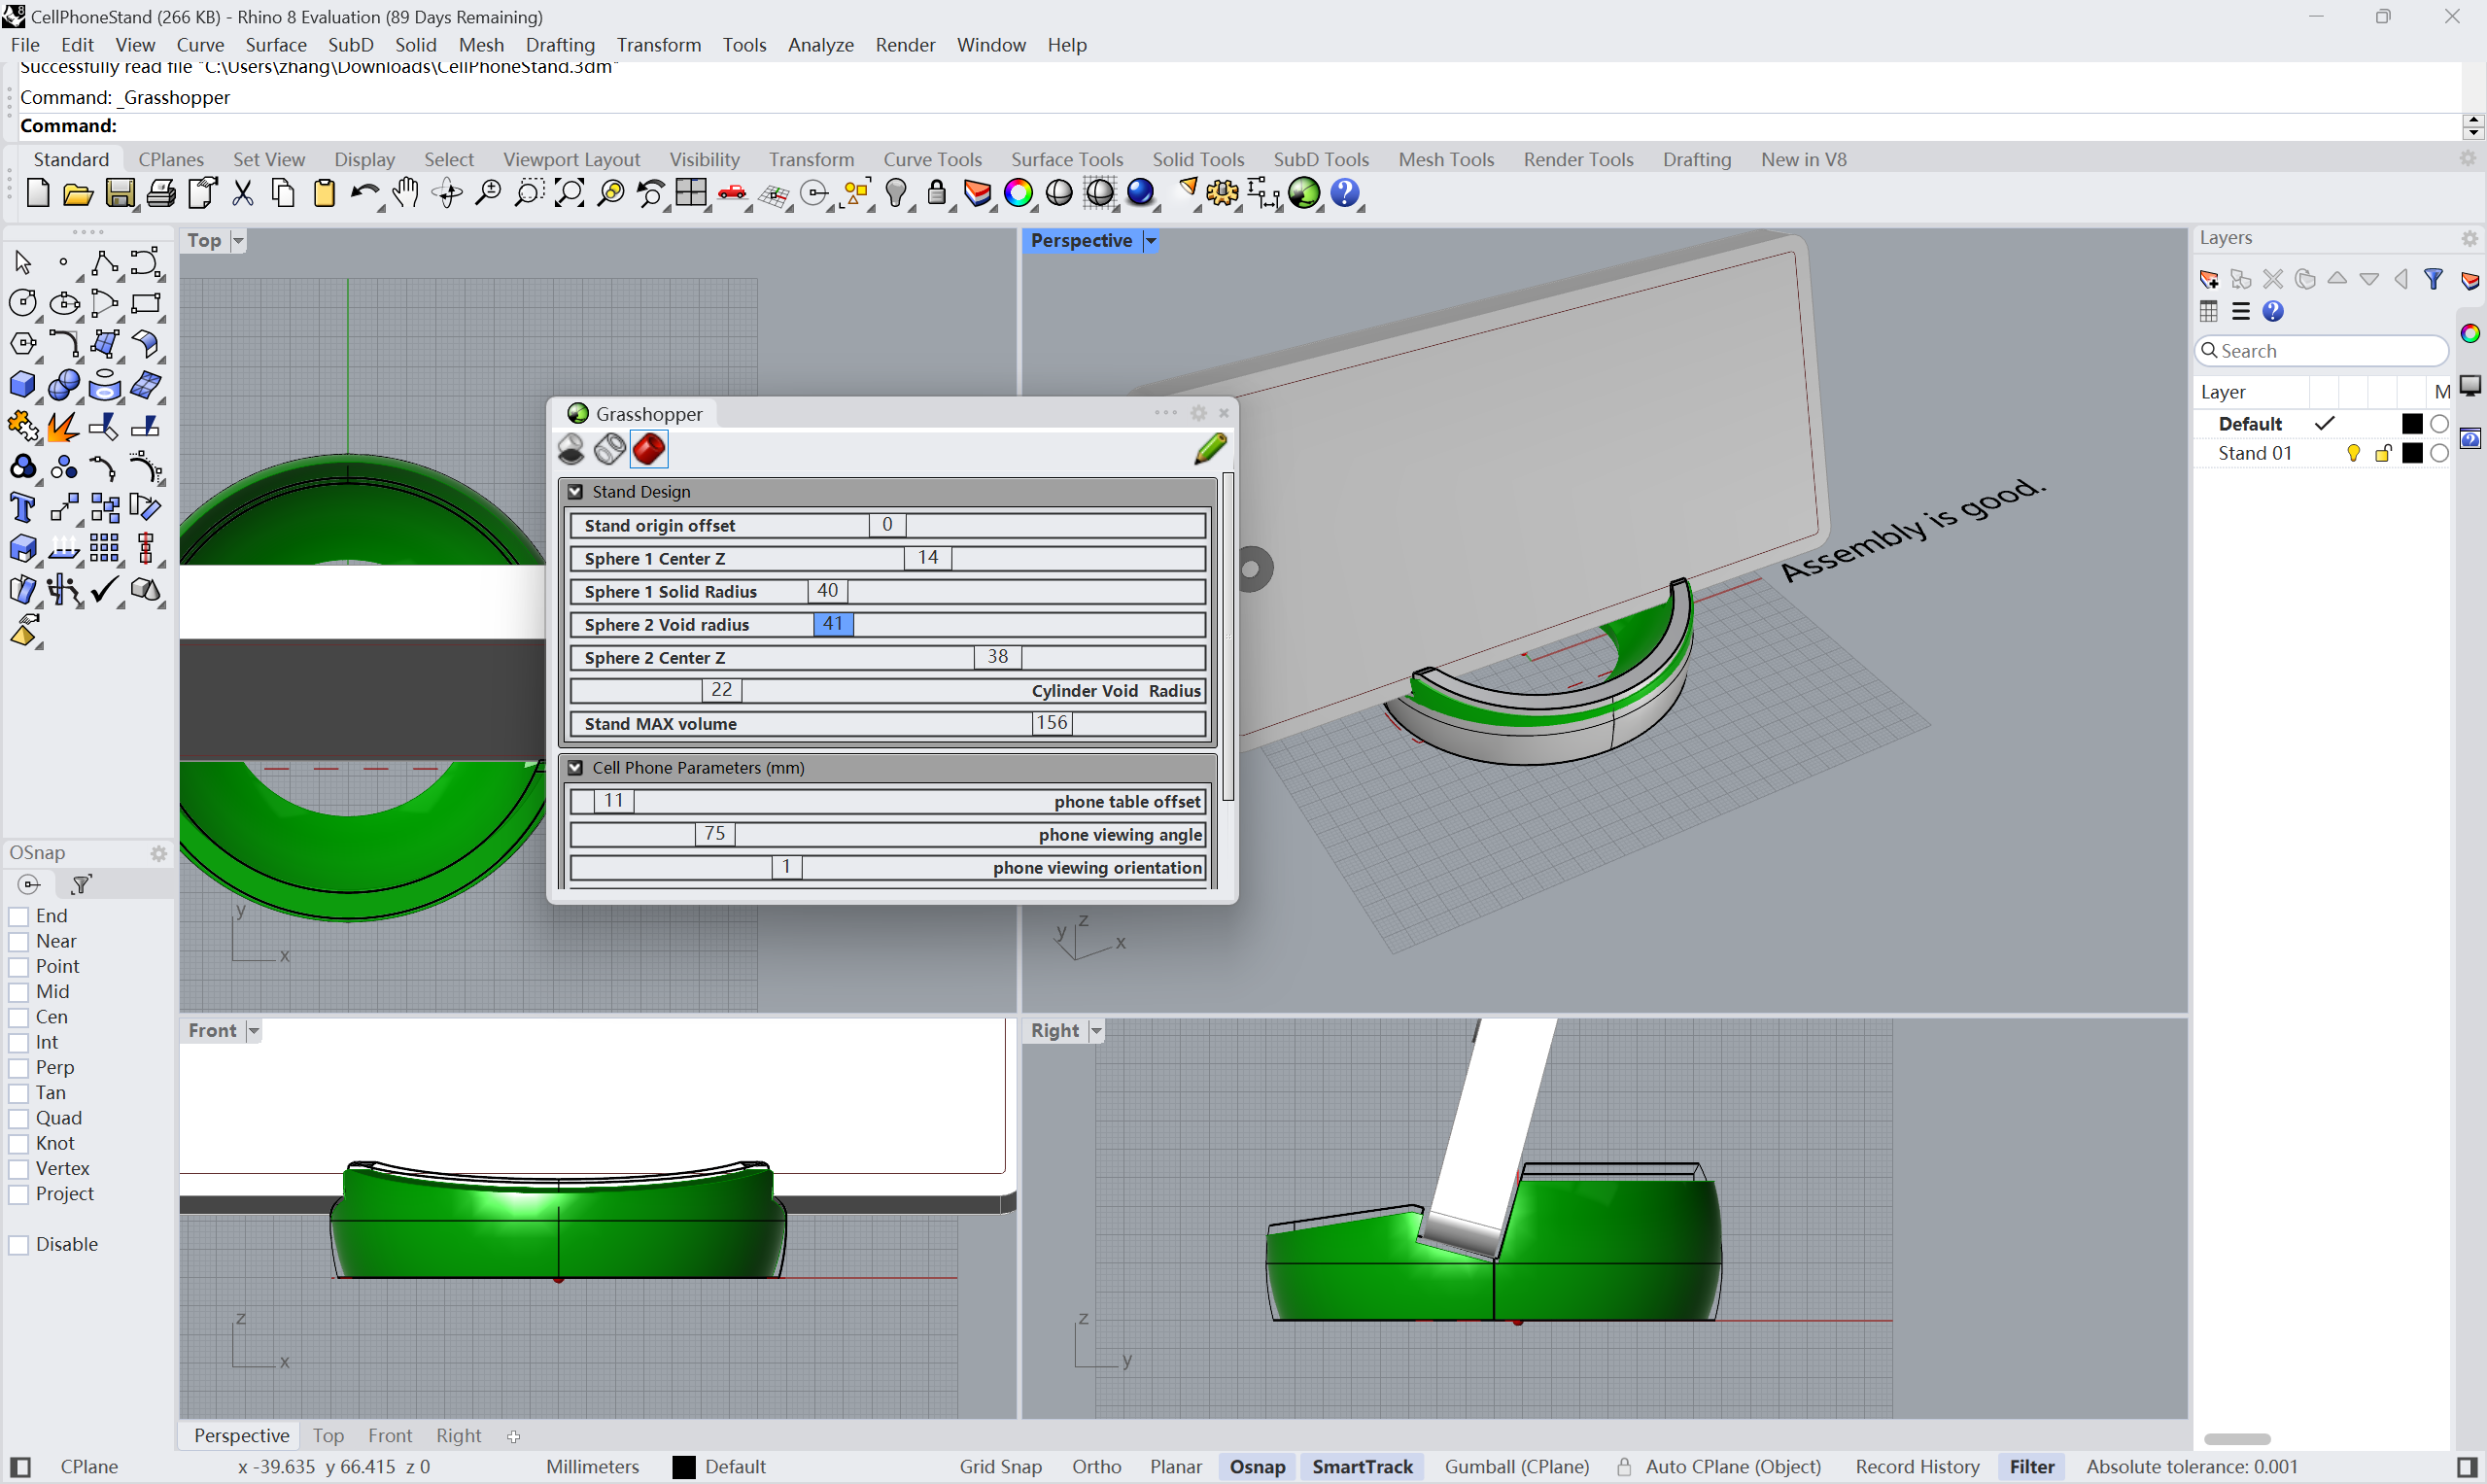 CellPhoneStand (266 KB) - Rhino 8 Evaluation (89 Days Remaining)
File Edit View Curve Surface SubD Solid Mesh Drafting Transform Tools Analyze Render Window Help
Successfully read file "C:\Users\zhang\Downloads\CellPhoneStand.3dm"
Command: _Grasshopper
Command:
Standard CPlanes Set View Display Select Viewport Layout Visibility Transform Curve Tools Surface Tools Solid Tools SubD Tools Mesh Tools Render Tools Drafting New in V8
Top
Perspective
Layers
Search
Layer M
Default
Stand 01
Assembly is good.
Grasshopper
Stand Design
Stand origin offset 0
Sphere 1 Center Z 14
Sphere 1 Solid Radius 40
Sphere 2 Void radius 41
Sphere 2 Center Z 38
22 Cylinder Void Radius
Stand MAX volume 156
Cell Phone Parameters (mm)
11 phone table offset
75 phone viewing angle
1 phone viewing orientation
y
x
z
y
x
OSnap
End
Near
Point
Mid
Cen
Int
Perp
Tan
Quad
Knot
Vertex
Project
Disable
Front
z
x
Right
z
y
Perspective Top Front Right
CPlane x -39.635 y 66.415 z 0 Millimeters Default Grid Snap Ortho Planar Osnap SmartTrack Gumball (CPlane) Auto CPlane (Object) Record History Filter Absolute tolerance: 0.001